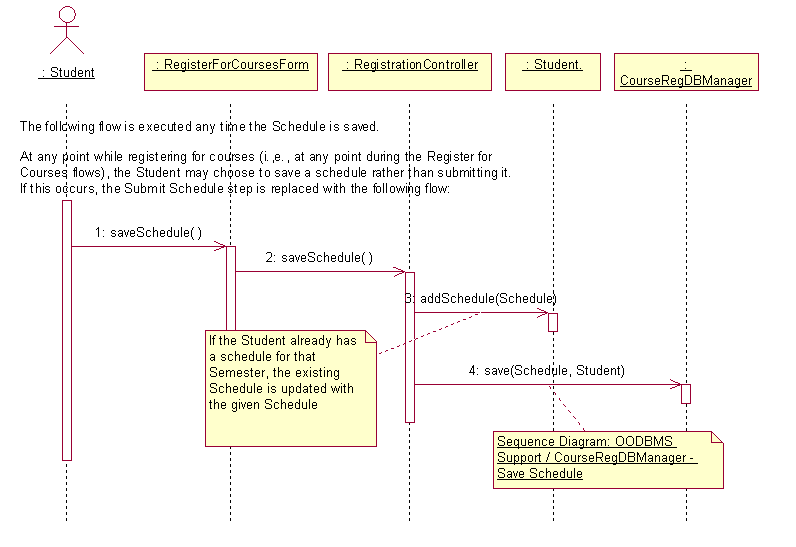 : Student
: RegisterForCoursesForm
: RegistrationController
: Student.
:
CourseRegDBManager
The following flow is executed any time the Schedule is saved.
At any point while registering for courses (i.,e., at any point during the Register for
Courses flows), the Student may choose to save a schedule rather than submitting it.
If this occurs, the Submit Schedule step is replaced with the following flow:
1: saveSchedule( )
2: saveSchedule( )
3: addSchedule(Schedule)
If the Student already has
a schedule for that
Semester, the existing
Schedule is updated with
the given Schedule
4: save(Schedule, Student)
Sequence Diagram: OODBMS
Support / CourseRegDBManager -
Save Schedule